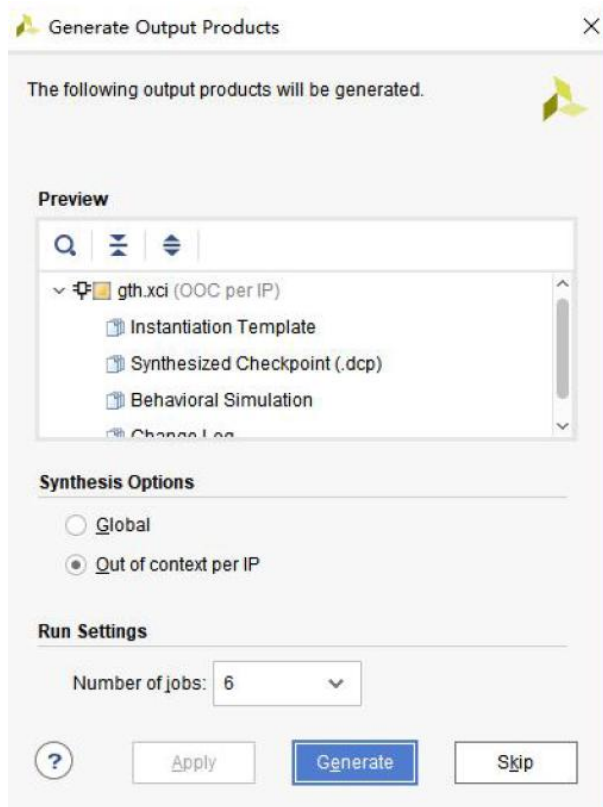 Generate Output Products
The following output products will be generated.
Preview
gth.xci (OOC per IP)
Instantiation Template
Synthesized Checkpoint (.dcp)
Behavioral Simulation
Change Log
Synthesis Options
Global
Out of context per IP
Run Settings
Number of jobs: 6
?
Apply
Generate
Skip